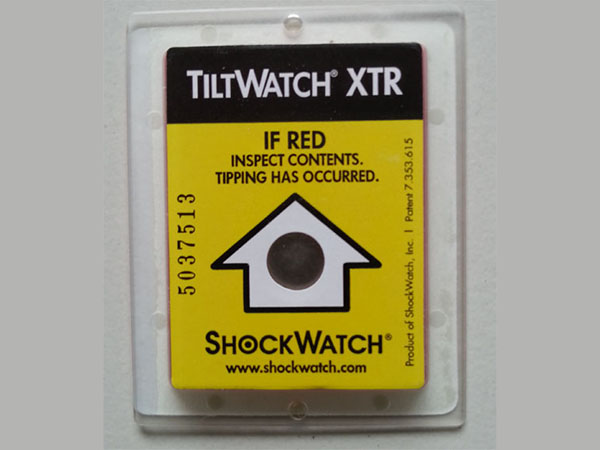 TILTWATCH® XTR
IF RED
INSPECT CONTENTS.
TIPPING HAS OCCURRED.
5037513
Product of ShockWatch, Inc. | Patent 7.353.615
SHOCKWATCH®
www.shockwatch.com